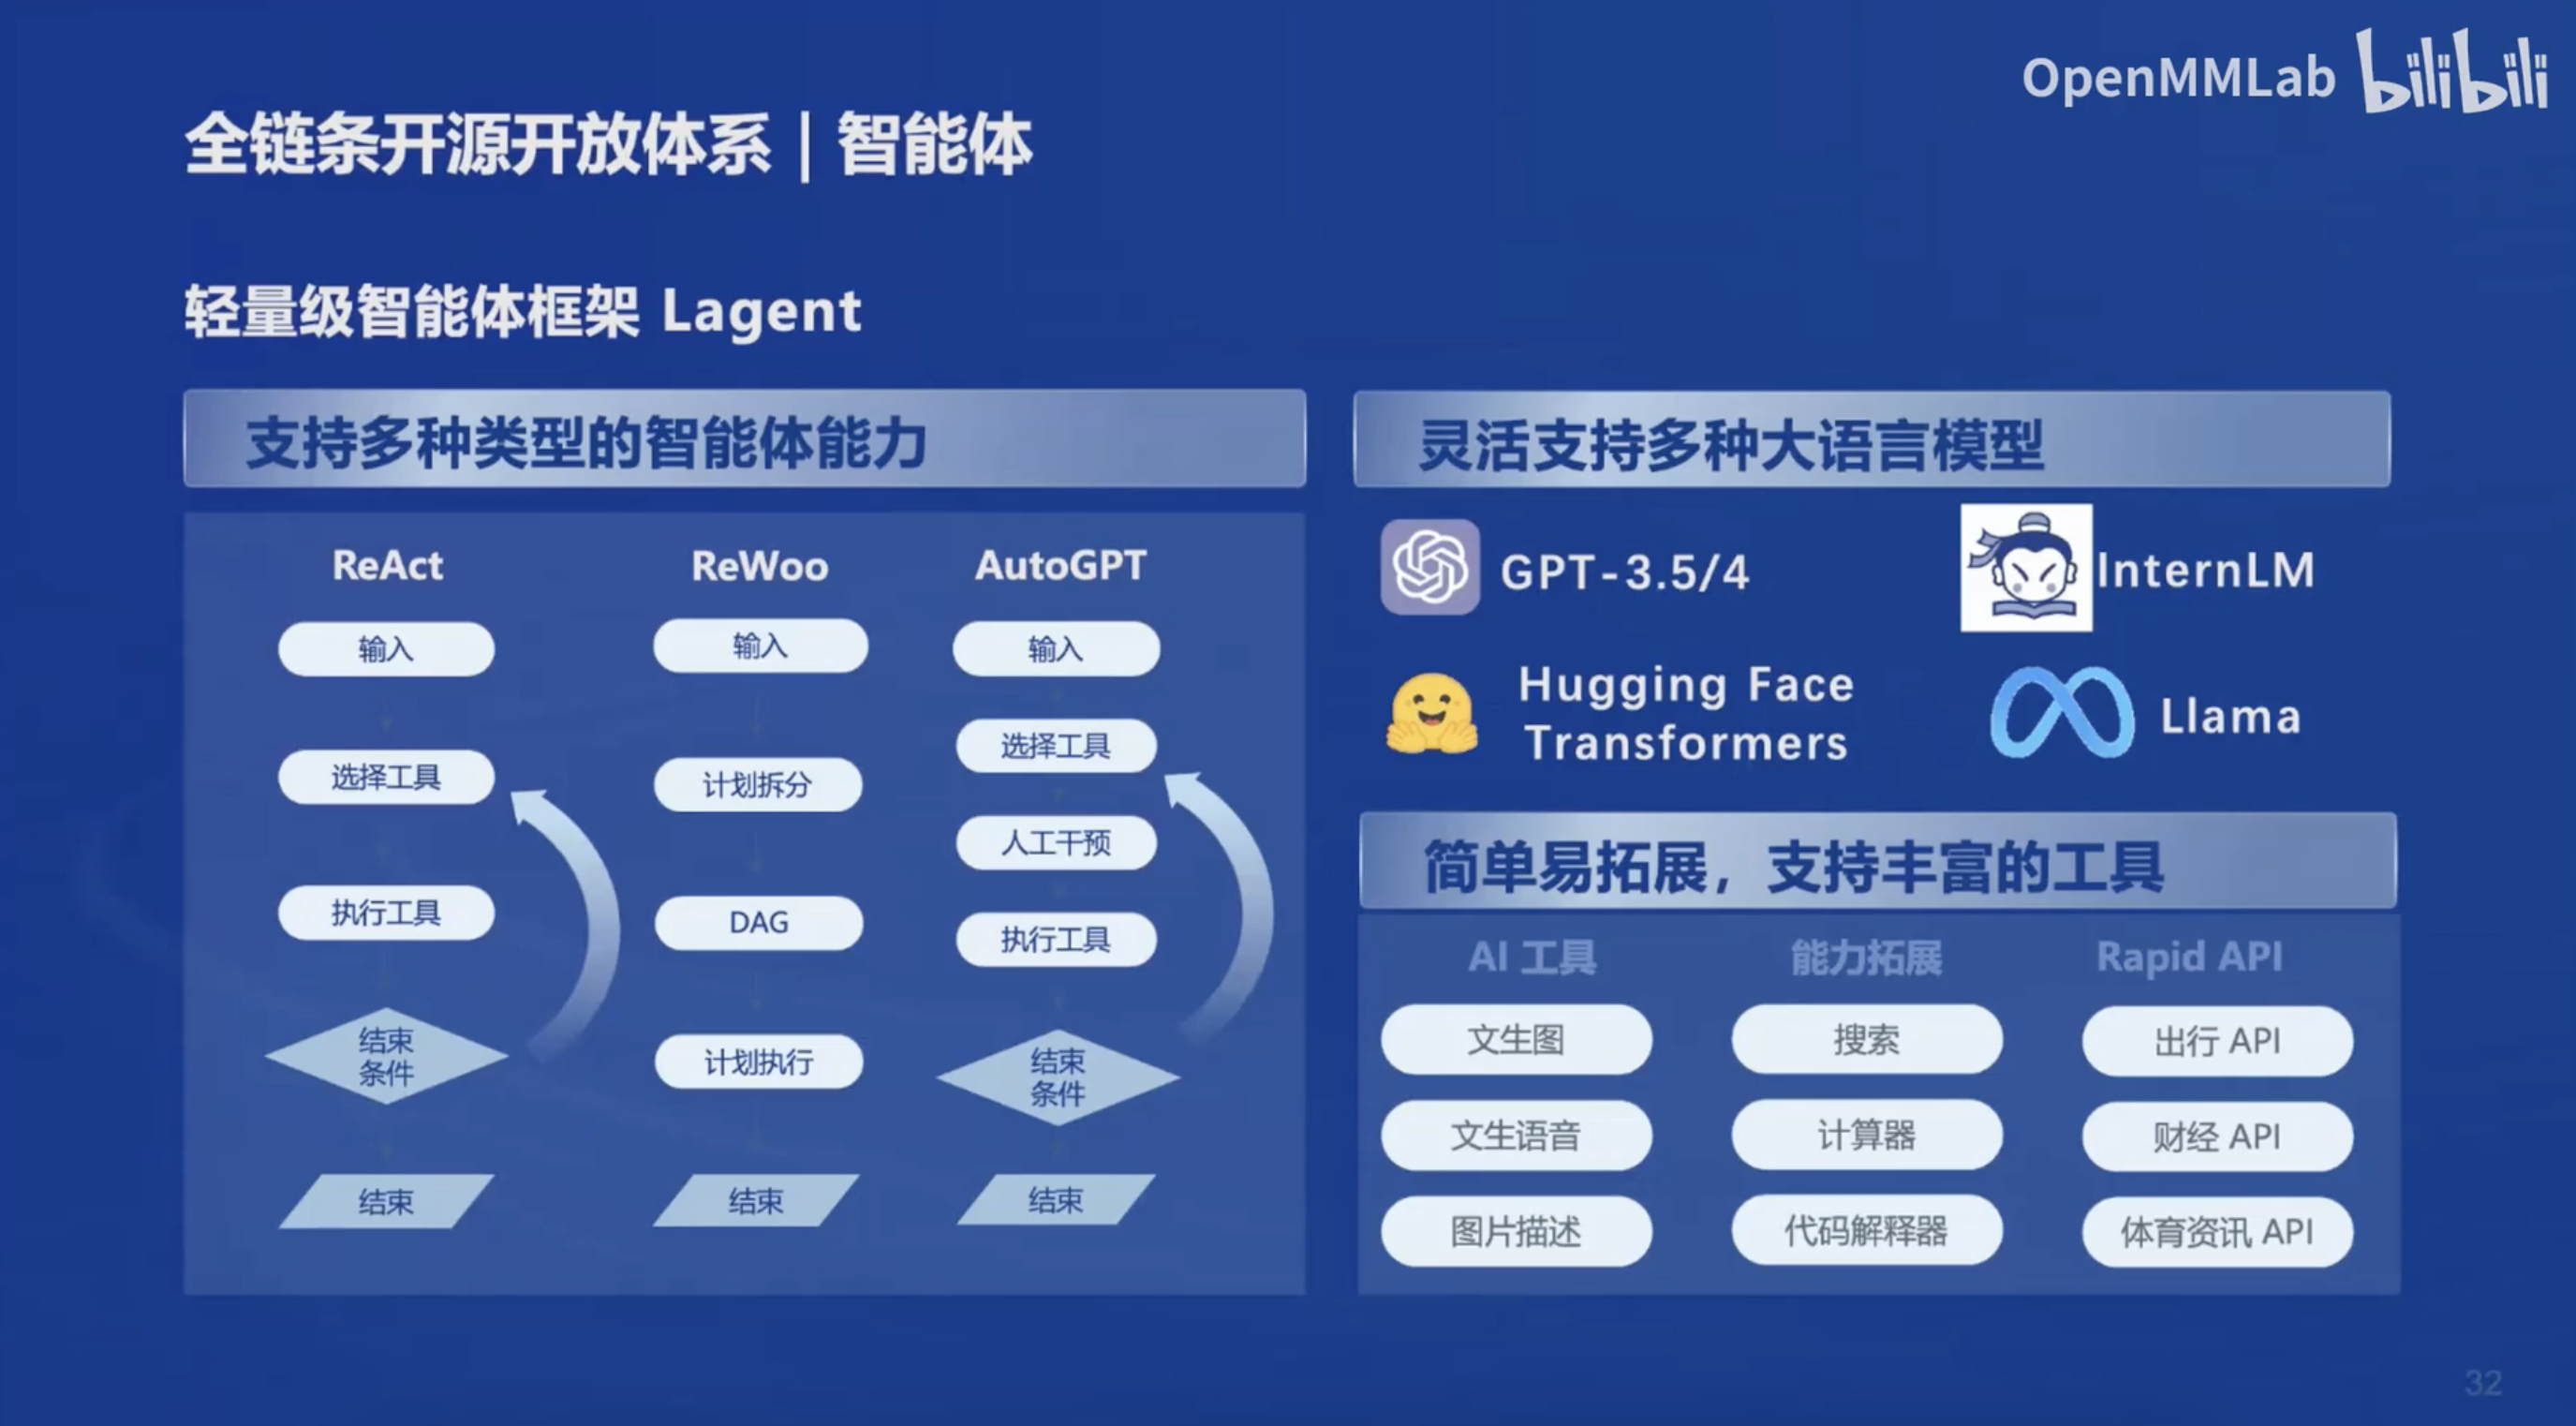 OpenMMLab bilibili
全链条开源开放体系 | 智能体
轻量级智能体框架 Lagent
支持多种类型的智能体能力
ReAct
输入
选择工具
执行工具
结束
条件
结束
ReWoo
输入
计划拆分
DAG
计划执行
结束
AutoGPT
输入
选择工具
人工干预
执行工具
结束
条件
结束
灵活支持多种大语言模型
GPT-3.5/4
InternLM
Hugging Face
Transformers
Llama
简单易拓展，支持丰富的工具
AI 工具
文生图
文生语音
图片描述
能力拓展
搜索
计算器
代码解释器
Rapid API
出行 API
财经 API
体育资讯 API
32